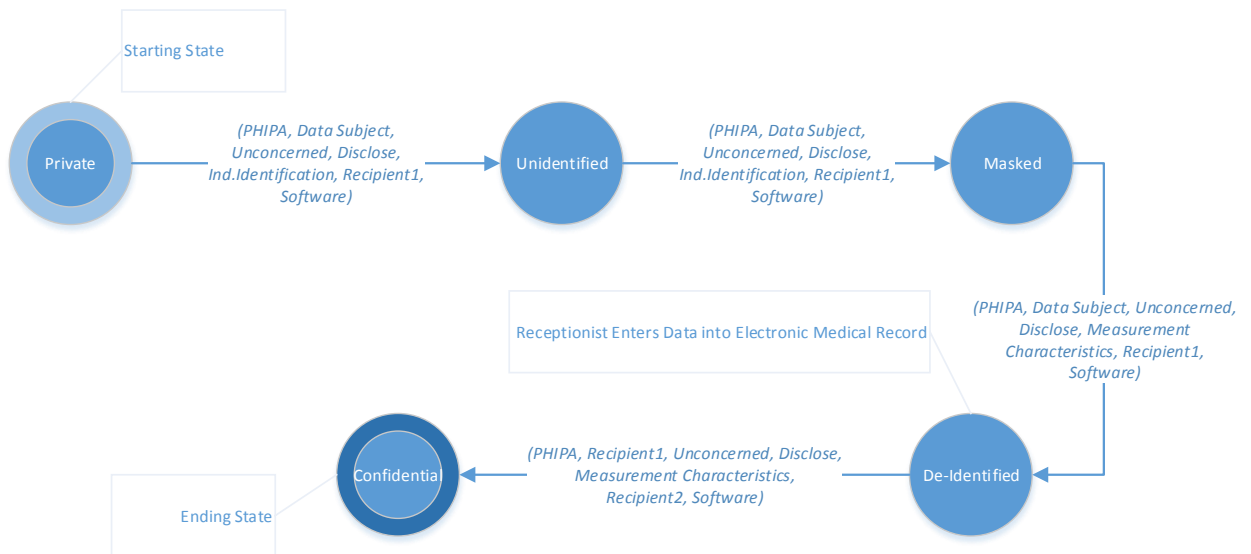 Starting State
Private
(PHIPA, Data Subject,
Unconcerned, Disclose,
Ind.Identification, Recipient1,
Software)
Unidentified
(PHIPA, Data Subject,
Unconcerned, Disclose,
Ind.Identification, Recipient1,
Software)
Masked
(PHIPA, Data Subject, Unconcerned,
Disclose, Measurement
Characteristics, Recipient1,
Software)
Receptionist Enters Data into Electronic Medical Record
De-Identified
(PHIPA, Recipient1, Unconcerned, Disclose,
Measurement Characteristics,
Recipient2, Software)
Confidential
Ending State